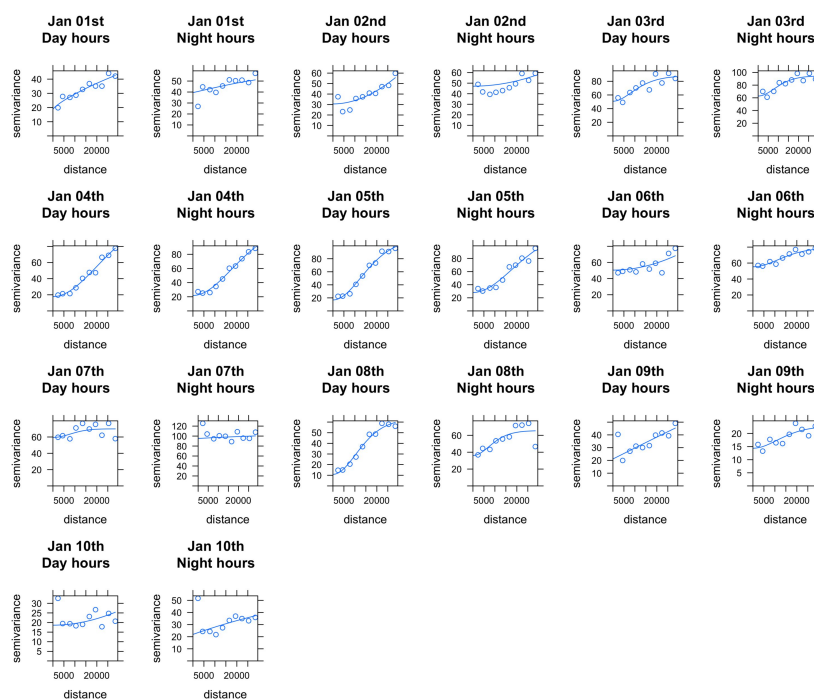 Jan 01st Jan 01st Jan 02nd Jan 02nd Jan 03rd Jan 03rd
Day hours Night hours Day hours Night hours Day hours Night hours
semivariance 40 30 20 10 semivariance 50 40 30 20 10 semivariance 60 50 40 30 20 10 semivariance 60 50 40 30 20 10 semivariance 80 60 40 20 semivariance 100 80 60 40 20
5000 20000 5000 20000 5000 20000 5000 20000 5000 20000 5000 20000
distance distance distance distance distance distance
Jan 04th Jan 04th Jan 05th Jan 05th Jan 06th Jan 06th
Day hours Night hours Day hours Night hours Day hours Night hours
semivariance 60 40 20 semivariance 80 60 40 20 semivariance 80 60 40 20 semivariance 80 60 40 20 semivariance 60 40 20 semivariance 60 40 20
5000 20000 5000 20000 5000 20000 5000 20000 5000 20000 5000 20000
distance distance distance distance distance distance
Jan 07th Jan 07th Jan 08th Jan 08th Jan 09th Jan 09th
Day hours Night hours Day hours Night hours Day hours Night hours
semivariance 60 40 20 semivariance 120 100 80 60 40 20 semivariance 50 40 30 20 10 semivariance 60 40 20 semivariance 40 30 20 10 semivariance 20 15 10 5
5000 20000 5000 20000 5000 20000 5000 20000 5000 20000 5000 20000
distance distance distance distance distance distance
Jan 10th Jan 10th
Day hours Night hours
semivariance 30 25 20 15 10 5 semivariance 50 40 30 20 10
5000 20000 5000 20000
distance distance